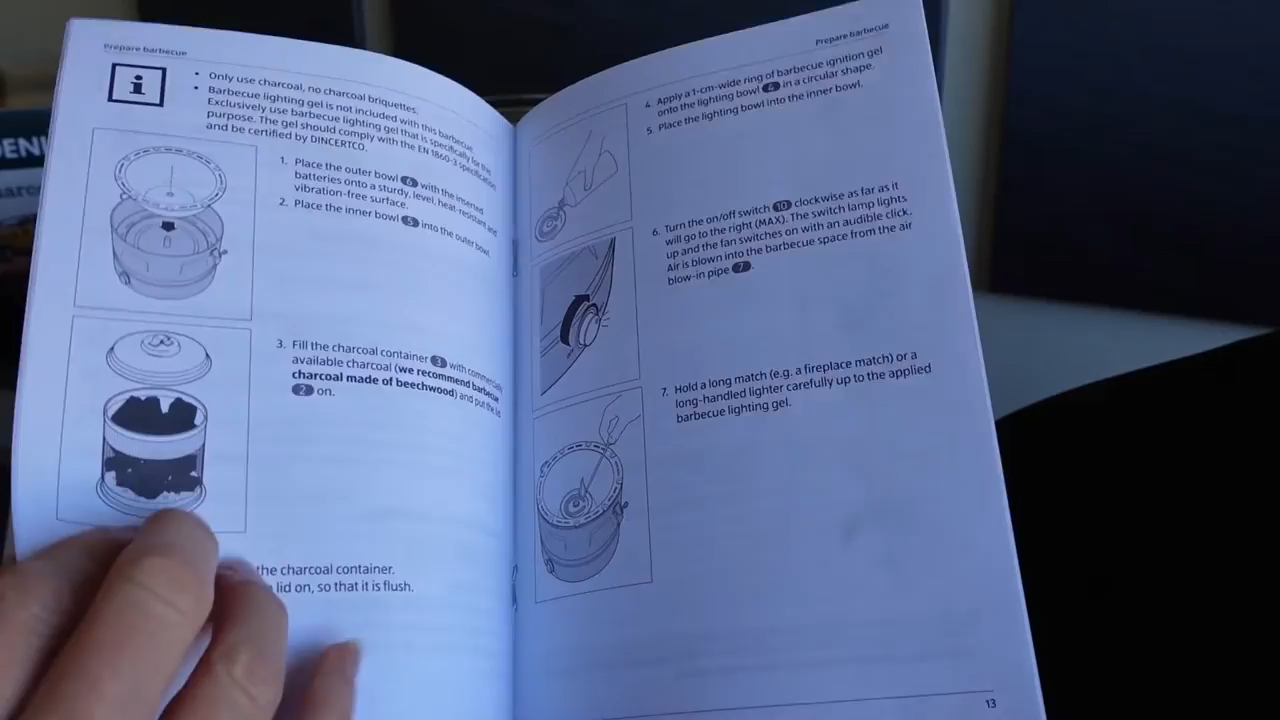 Prepare barbecue
i
• Only use charcoal, no charcoal briquettes.
• Barbecue lighting gel is not included with this barbecue.
Exclusively use barbecue lighting gel that is specifically for this
purpose. The gel should comply with the EN 1860-3 specification
and be certified by DINCERTCO.
1. Place the outer bowl 6 with the inserted
batteries onto a sturdy, level, heat-resistant and
vibration-free surface.
2. Place the inner bowl 5 into the outer bowl.
3. Fill the charcoal container 3 with commercially
available charcoal (we recommend barbecue
charcoal made of beechwood) and put the lid
2 on.
the charcoal container.
lid on, so that it is flush.
Prepare barbecue
4. Apply a 1-cm-wide ring of barbecue ignition gel
onto the lighting bowl 4 in a circular shape.
5. Place the lighting bowl into the inner bowl.
6. Turn the on/off switch 10 clockwise as far as it
will go to the right (MAX). The switch lamp lights
up and the fan switches on with an audible click.
Air is blown into the barbecue space from the air
blow-in pipe 7.
7. Hold a long match (e.g. a fireplace match) or a
long-handled lighter carefully up to the applied
barbecue lighting gel.
13